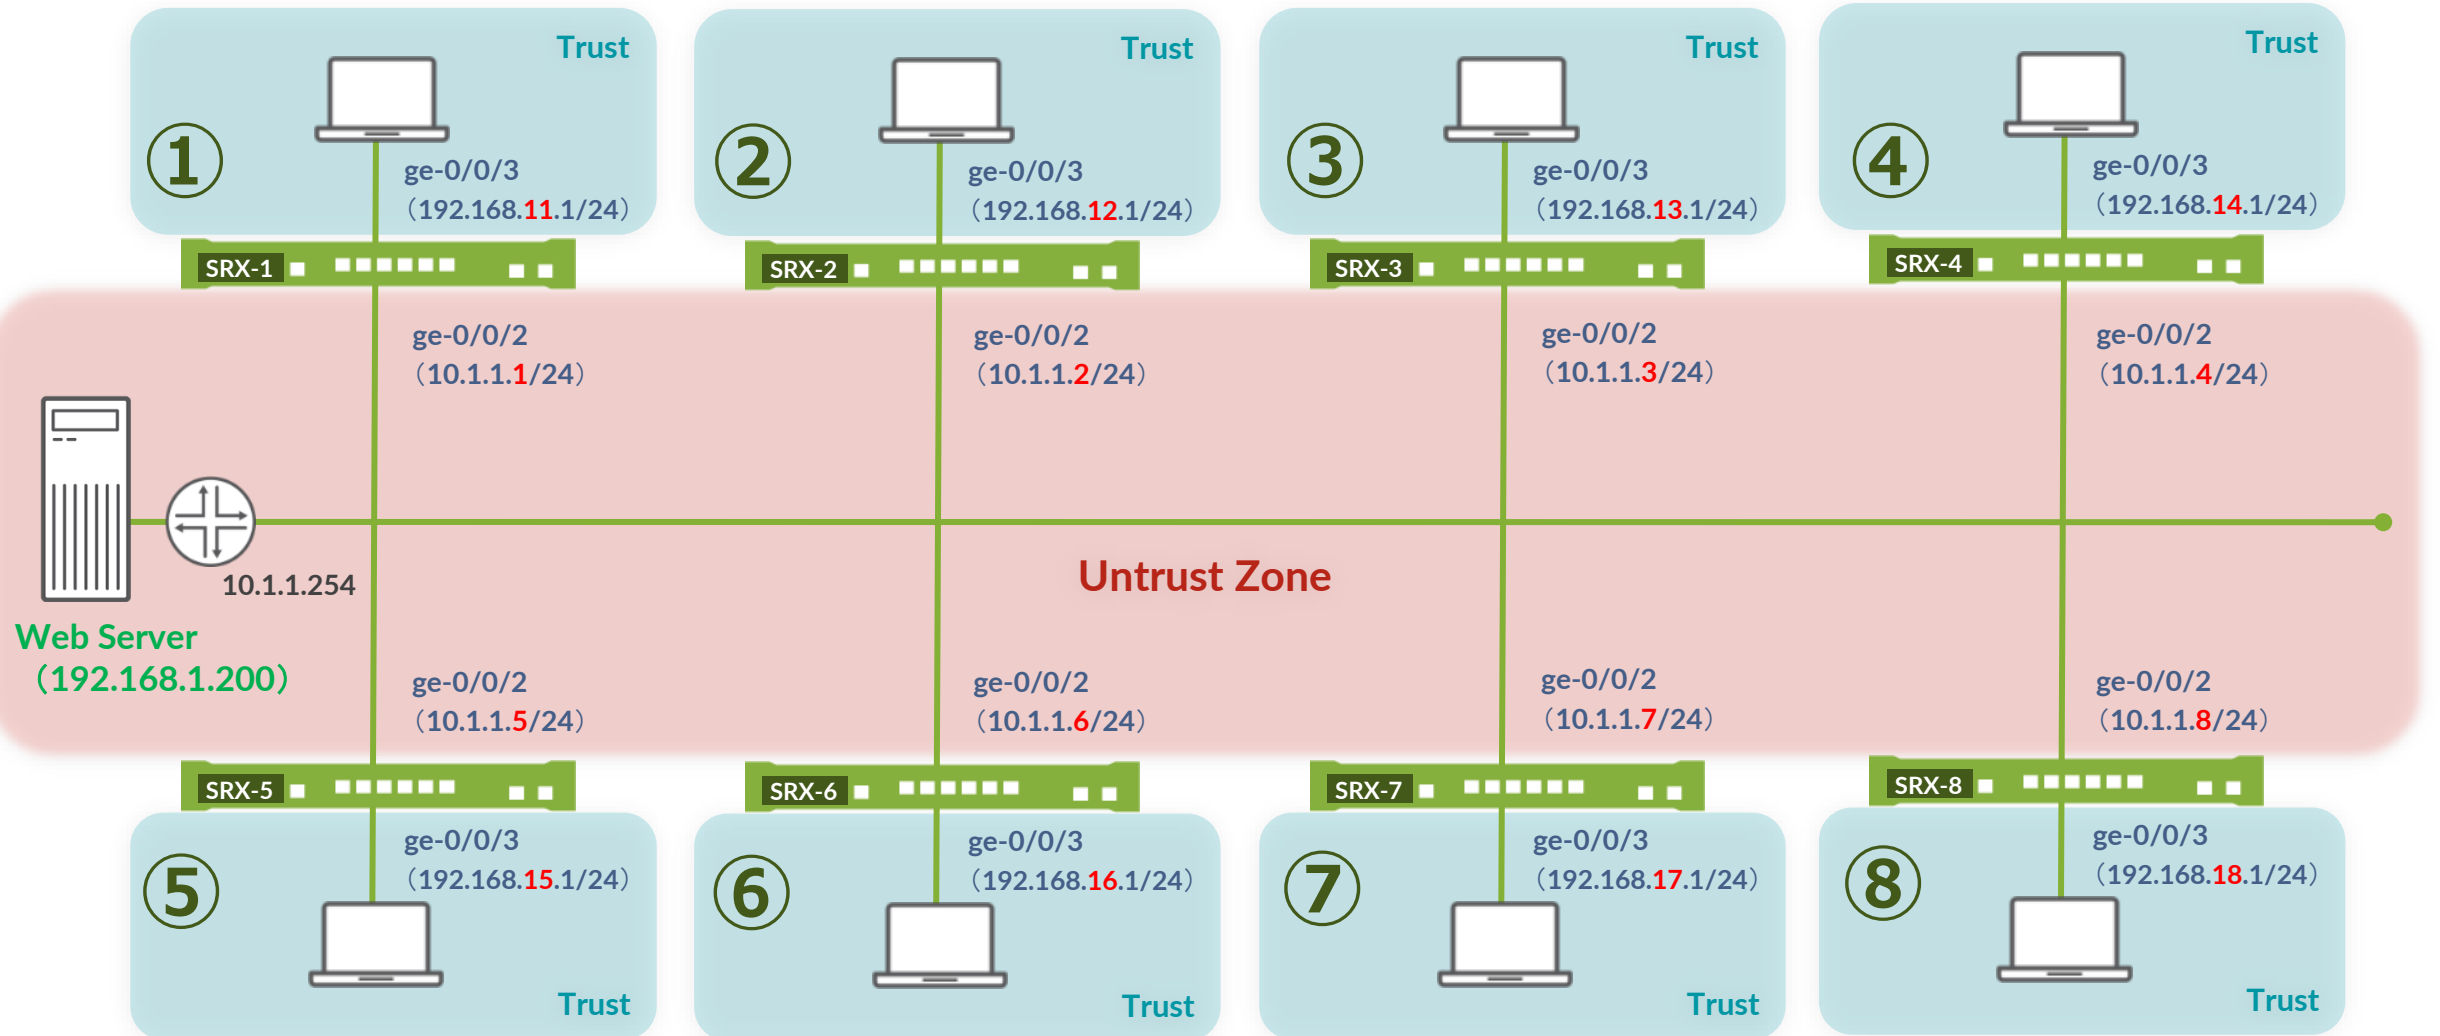 Trust
①
ge-0/0/3
（192.168.11.1/24）
SRX-1
Trust
②
ge-0/0/3
（192.168.12.1/24）
SRX-2
Trust
③
ge-0/0/3
（192.168.13.1/24）
SRX-3
Trust
④
ge-0/0/3
（192.168.14.1/24）
SRX-4
ge-0/0/2
（10.1.1.1/24）
ge-0/0/2
（10.1.1.2/24）
ge-0/0/2
（10.1.1.3/24）
ge-0/0/2
（10.1.1.4/24）
10.1.1.254
Untrust Zone
Web Server
（192.168.1.200）
ge-0/0/2
（10.1.1.5/24）
ge-0/0/2
（10.1.1.6/24）
ge-0/0/2
（10.1.1.7/24）
ge-0/0/2
（10.1.1.8/24）
SRX-5
⑤
ge-0/0/3
（192.168.15.1/24）
Trust
SRX-6
⑥
ge-0/0/3
（192.168.16.1/24）
Trust
SRX-7
⑦
ge-0/0/3
（192.168.17.1/24）
Trust
SRX-8
⑧
ge-0/0/3
（192.168.18.1/24）
Trust